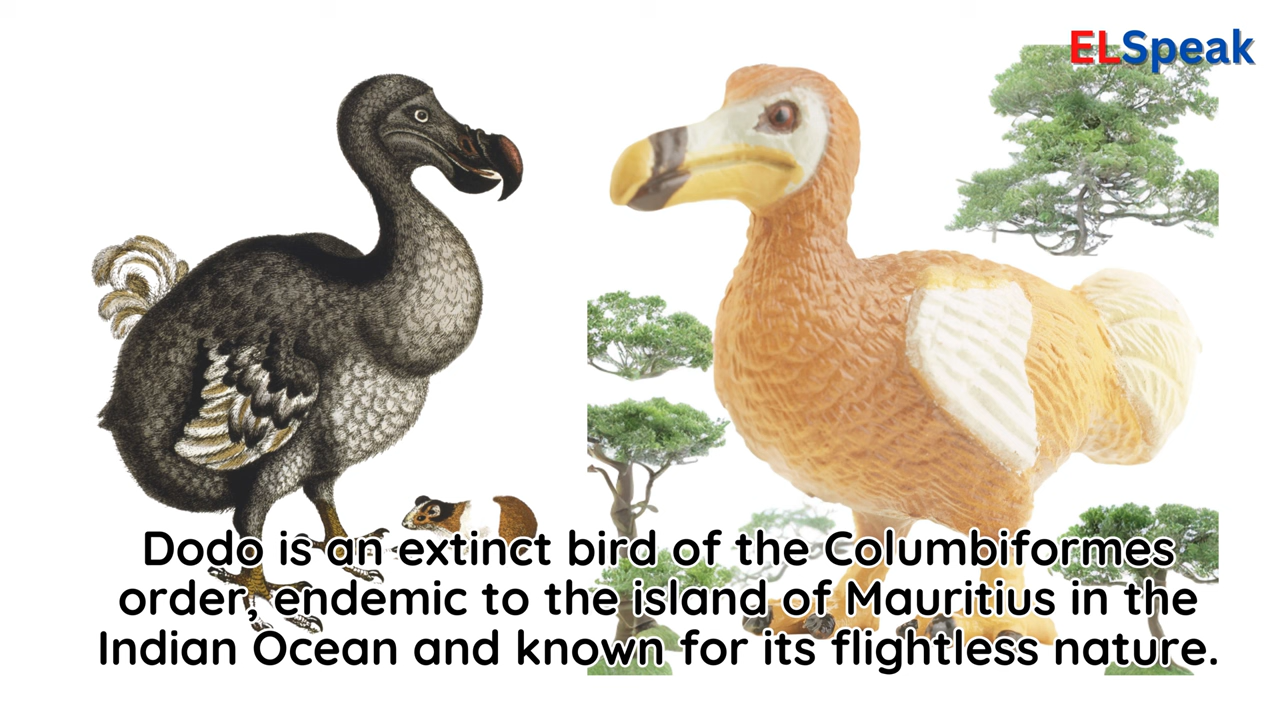 ELSpeak
Dodo is an extinct bird of the Columbiformes
order, endemic to the island of Mauritius in the
Indian Ocean and known for its flightless nature.